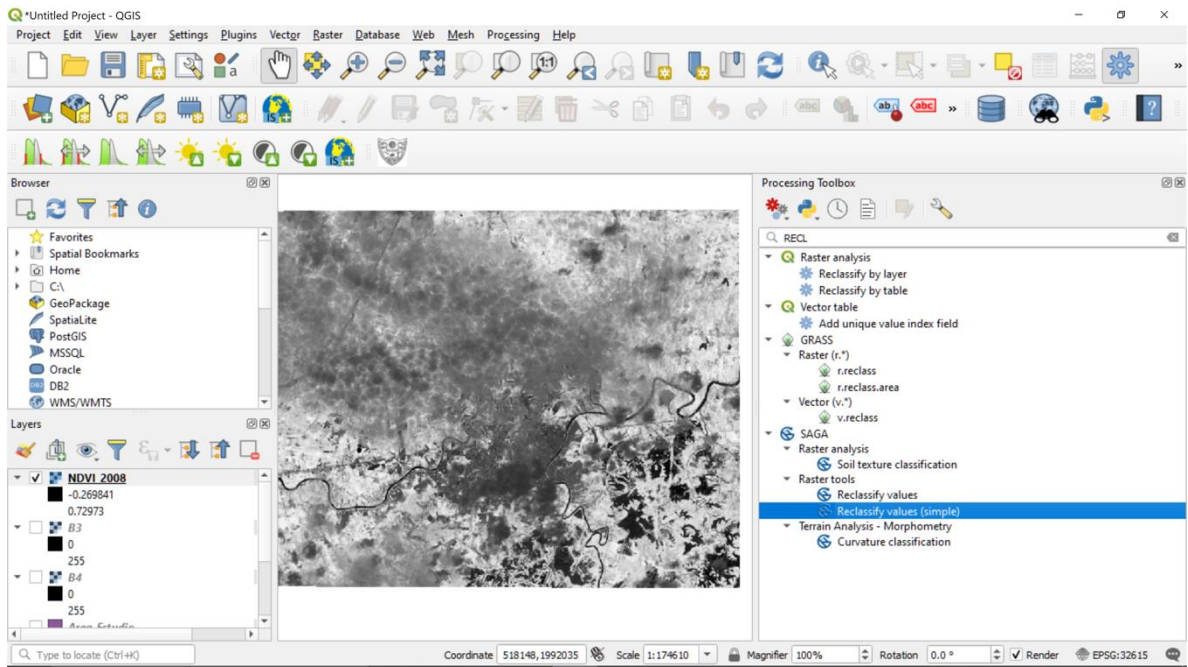 *Untitled Project - QGIS
Project Edit View Layer Settings Plugins Vector Raster Database Web Mesh Processing Help
Browser
Favorites
Spatial Bookmarks
Home
C:\
GeoPackage
SpatiaLite
PostGIS
MSSQL
Oracle
DB2
WMS/WMTS
Layers
NDVI_2008
-0.269841
0.72973
B3
0
255
B4
0
255
Area_Estudio
Processing Toolbox
RECL
Raster analysis
Reclassify by layer
Reclassify by table
Vector table
Add unique value index field
GRASS
Raster (r.*)
r.reclass
r.reclass.area
Vector (v.*)
v.reclass
SAGA
Raster analysis
Soil texture classification
Raster tools
Reclassify values
Reclassify values (simple)
Terrain Analysis - Morphometry
Curvature classification
Type to locate (Ctrl+K) Coordinate 518148,1992035 Scale 1:174610 Magnifier 100% Rotation 0.0 ° Render EPSG:32615